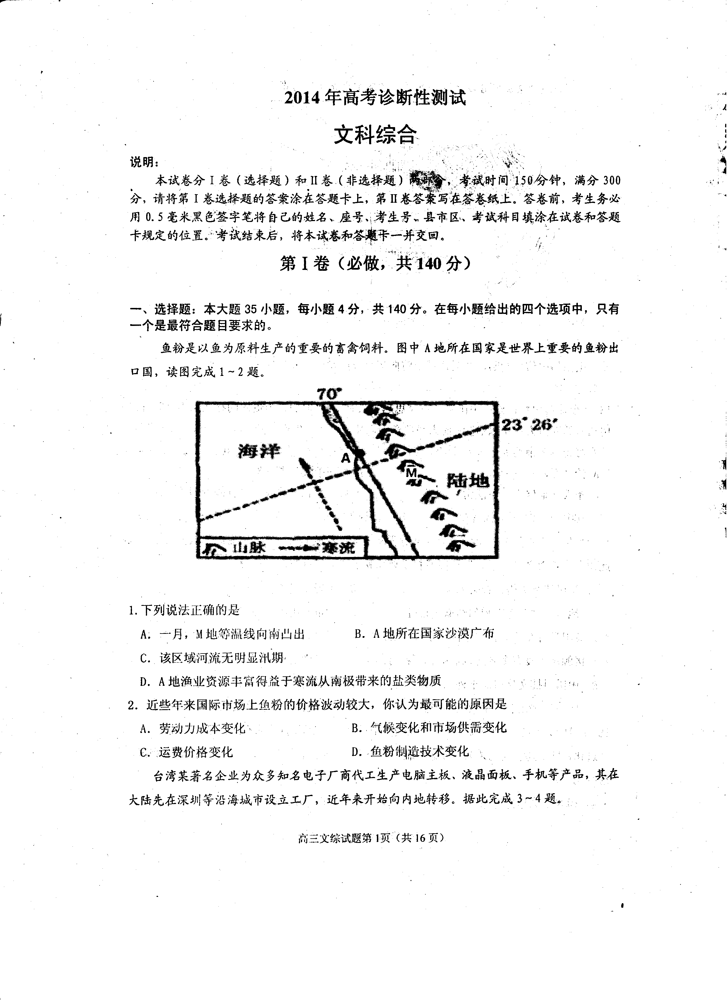 2014年高考诊断性测试
文科综合
说明：
本试卷分Ⅰ卷（选择题）和Ⅱ卷（非选择题）两部分，考试时间150分钟，满分300
分，请将第Ⅰ卷选择题的答案涂在答题卡上，第Ⅱ卷答案写在答卷纸上。答卷前，考生务必
用0.5毫米黑色签字笔将自己的姓名、座号、考生号、县市区、考试科目填涂在试卷和答题
卡规定的位置。考试结束后，将本试卷和答题卡一并交回。
第Ⅰ卷（必做，共140分）
一、选择题：本大题35小题，每小题4分，共140分。在每小题给出的四个选项中，只有
一个是最符合题目要求的。
鱼粉是以鱼为原料生产的重要的畜禽饲料。图中A地所在国家是世界上重要的鱼粉出
口国，读图完成1~2题。
70°
23°26′
海洋
A
M
陆地
山脉 寒流
1.下列说法正确的是
A．一月，M地等温线向南凸出 B．A地所在国家沙漠广布
C．该区域河流无明显汛期
D．A地渔业资源丰富得益于寒流从南极带来的盐类物质
2．近些年来国际市场上鱼粉的价格波动较大，你认为最可能的原因是
A．劳动力成本变化 B．气候变化和市场供需变化
C．运费价格变化 D．鱼粉制造技术变化
台湾某著名企业为众多知名电子厂商代工生产电脑主板、液晶面板、手机等产品，其在
大陆先在深圳等沿海城市设立工厂，近年来开始向内地转移。据此完成3~4题。
高三文综试题第1页（共16页）